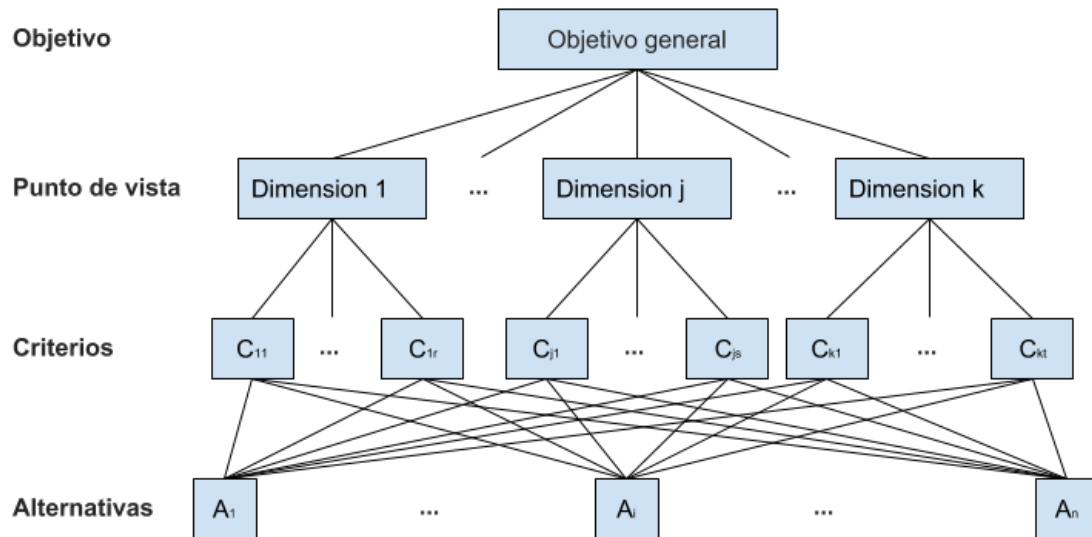 Objetivo
Objetivo general
Punto de vista
Dimension 1
...
Dimension j
...
Dimension k
Criterios
C11
...
C1r
Cj1
...
Cjs
Ck1
...
Ckt
Alternativas
A1
...
Ai
...
An